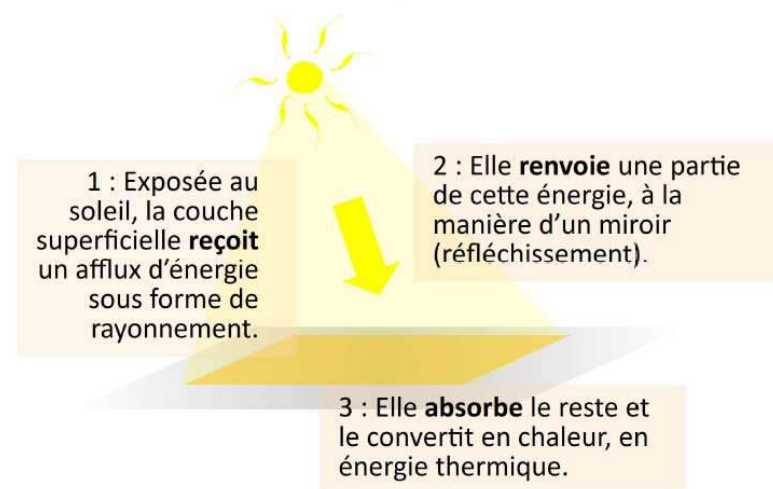 1 : Exposée au
soleil, la couche
superficielle reçoit
un afflux d’énergie
sous forme de
rayonnement.
2 : Elle renvoie une partie
de cette énergie, à la
manière d’un miroir
(réfléchissement).
3 : Elle absorbe le reste et
le convertit en chaleur, en
énergie thermique.